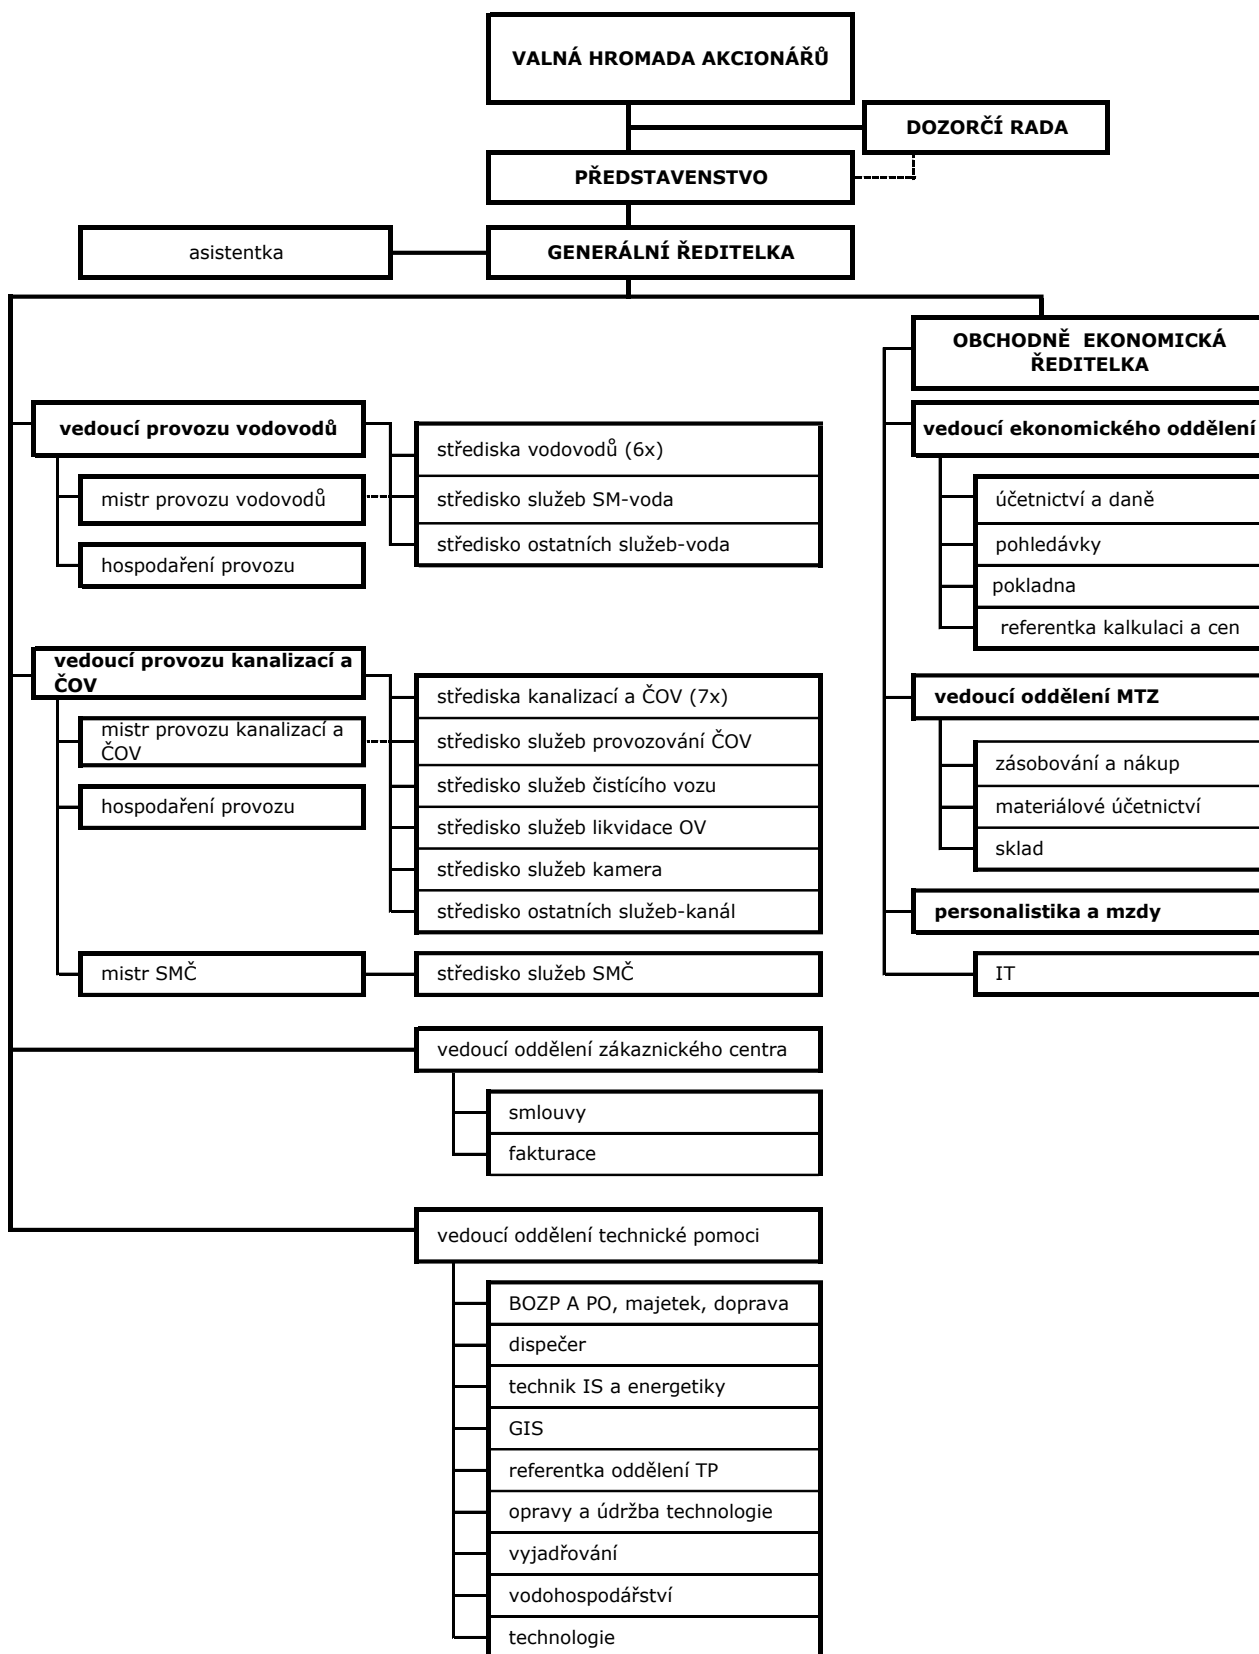 VALNÁ HROMADA AKCIONÁŘŮ
DOZORČÍ RADA
PŘEDSTAVENSTVO
asistentka
GENERÁLNÍ ŘEDITELKA
OBCHODNĚ EKONOMICKÁ
ŘEDITELKA
vedoucí provozu vodovodů
mistr provozu vodovodů
hospodaření provozu
střediska vodovodů (6x)
středisko služeb SM-voda
středisko ostatních služeb-voda
vedoucí provozu kanalizací a
ČOV
mistr provozu kanalizací a
ČOV
hospodaření provozu
mistr SMČ
střediska kanalizací a ČOV (7x)
středisko služeb provozování ČOV
středisko služeb čistícího vozu
středisko služeb likvidace OV
středisko služeb kamera
středisko ostatních služeb-kanál
středisko služeb SMČ
vedoucí oddělení zákaznického centra
smlouvy
fakturace
vedoucí oddělení technické pomoci
BOZP A PO, majetek, doprava
dispečer
technik IS a energetiky
GIS
referentka oddělení TP
opravy a údržba technologie
vyjadřování
vodohospodářství
technologie
vedoucí ekonomického oddělení
účetnictví a daně
pohledávky
pokladna
referentka kalkulaci a cen
vedoucí oddělení MTZ
zásobování a nákup
materiálové účetnictví
sklad
personalistika a mzdy
IT